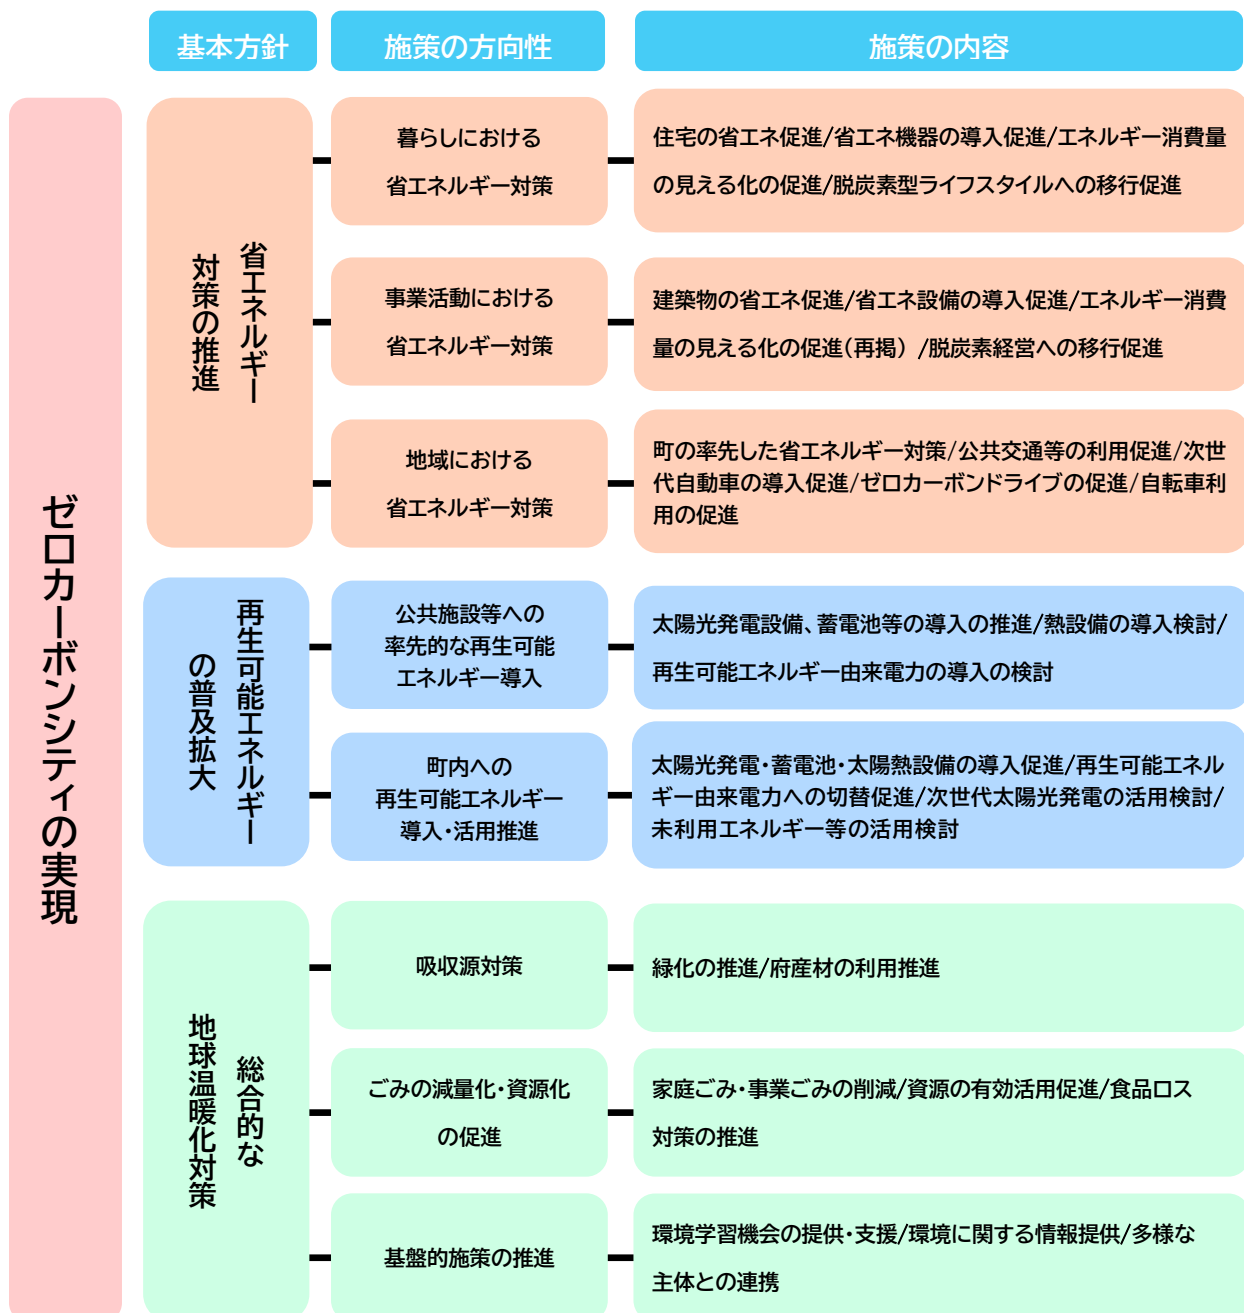 基本方針
施策の方向性
施策の内容
ゼロカーボンシティの実現
省エネルギー
対策の推進
暮らしにおける
省エネルギー対策
住宅の省エネ促進/省エネ機器の導入促進/エネルギー消費量
の見える化の促進/脱炭素型ライフスタイルへの移行促進
事業活動における
省エネルギー対策
建築物の省エネ促進/省エネ設備の導入促進/エネルギー消費
量の見える化の促進(再掲) /脱炭素経営への移行促進
地域における
省エネルギー対策
町の率先した省エネルギー対策/公共交通等の利用促進/次世
代自動車の導入促進/ゼロカーボンドライブの促進/自転車利
用の促進
再生可能エネルギー
の普及拡大
公共施設等への
率先的な再生可能
エネルギー導入
太陽光発電設備、蓄電池等の導入の推進/熱設備の導入検討/
再生可能エネルギー由来電力の導入の検討
町内への
再生可能エネルギー
導入・活用推進
太陽光発電・蓄電池・太陽熱設備の導入促進/再生可能エネル
ギー由来電力への切替促進/次世代太陽光発電の活用検討/
未利用エネルギー等の活用検討
総合的な
地球温暖化対策
吸収源対策
緑化の推進/府産材の利用推進
ごみの減量化・資源化
の促進
家庭ごみ・事業ごみの削減/資源の有効活用促進/食品ロス
対策の推進
基盤的施策の推進
環境学習機会の提供・支援/環境に関する情報提供/多様な
主体との連携